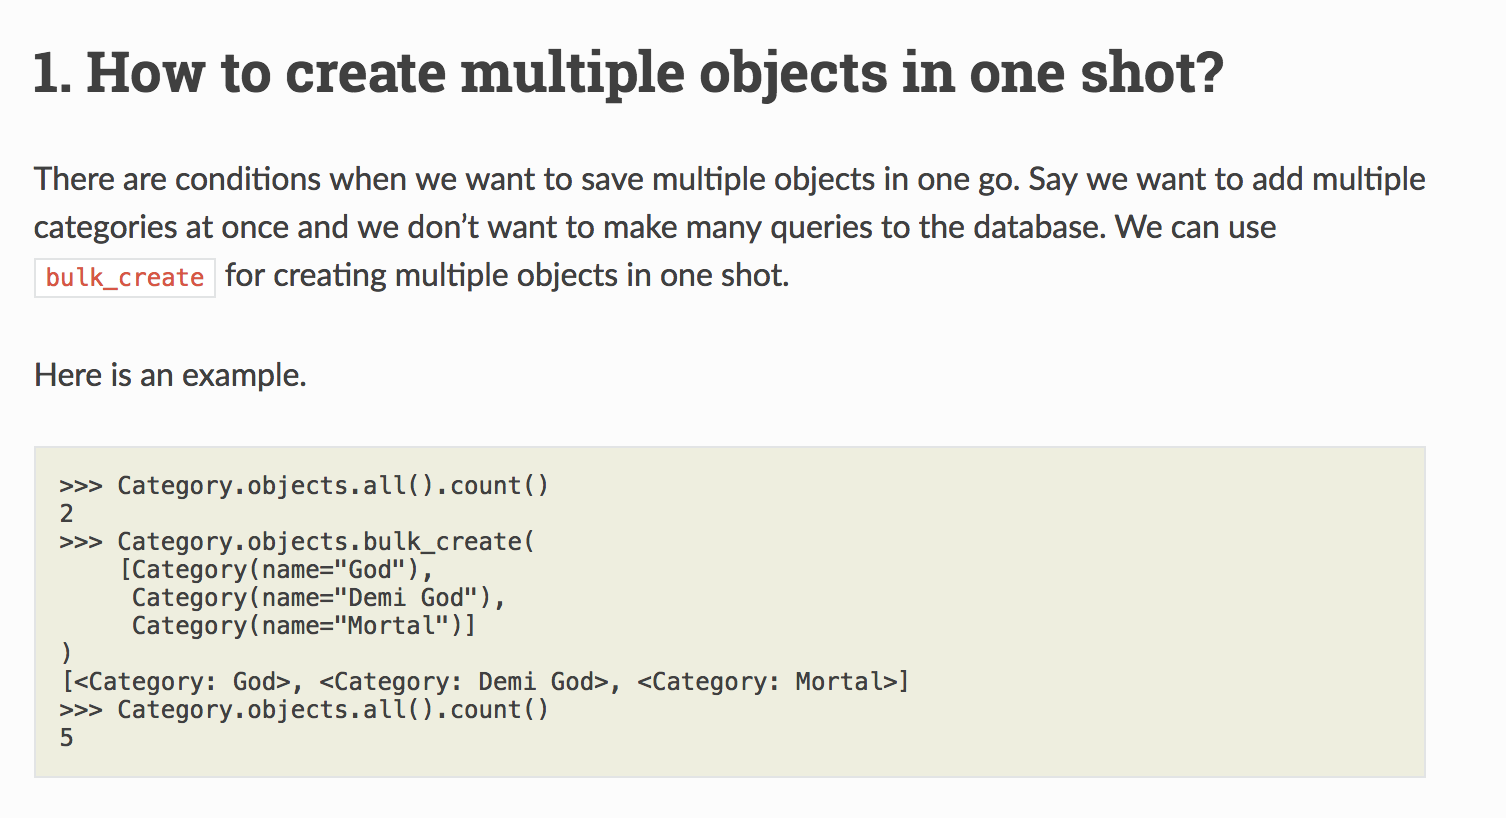 1. How to create multiple objects in one shot?
There are conditions when we want to save multiple objects in one go. Say we want to add multiple
categories at once and we don’t want to make many queries to the database. We can use
bulk_create for creating multiple objects in one shot.
Here is an example.
>>> Category.objects.all().count()
2
>>> Category.objects.bulk_create(
    [Category(name="God"),
     Category(name="Demi God"),
     Category(name="Mortal")]
)
[<Category: God>, <Category: Demi God>, <Category: Mortal>]
>>> Category.objects.all().count()
5